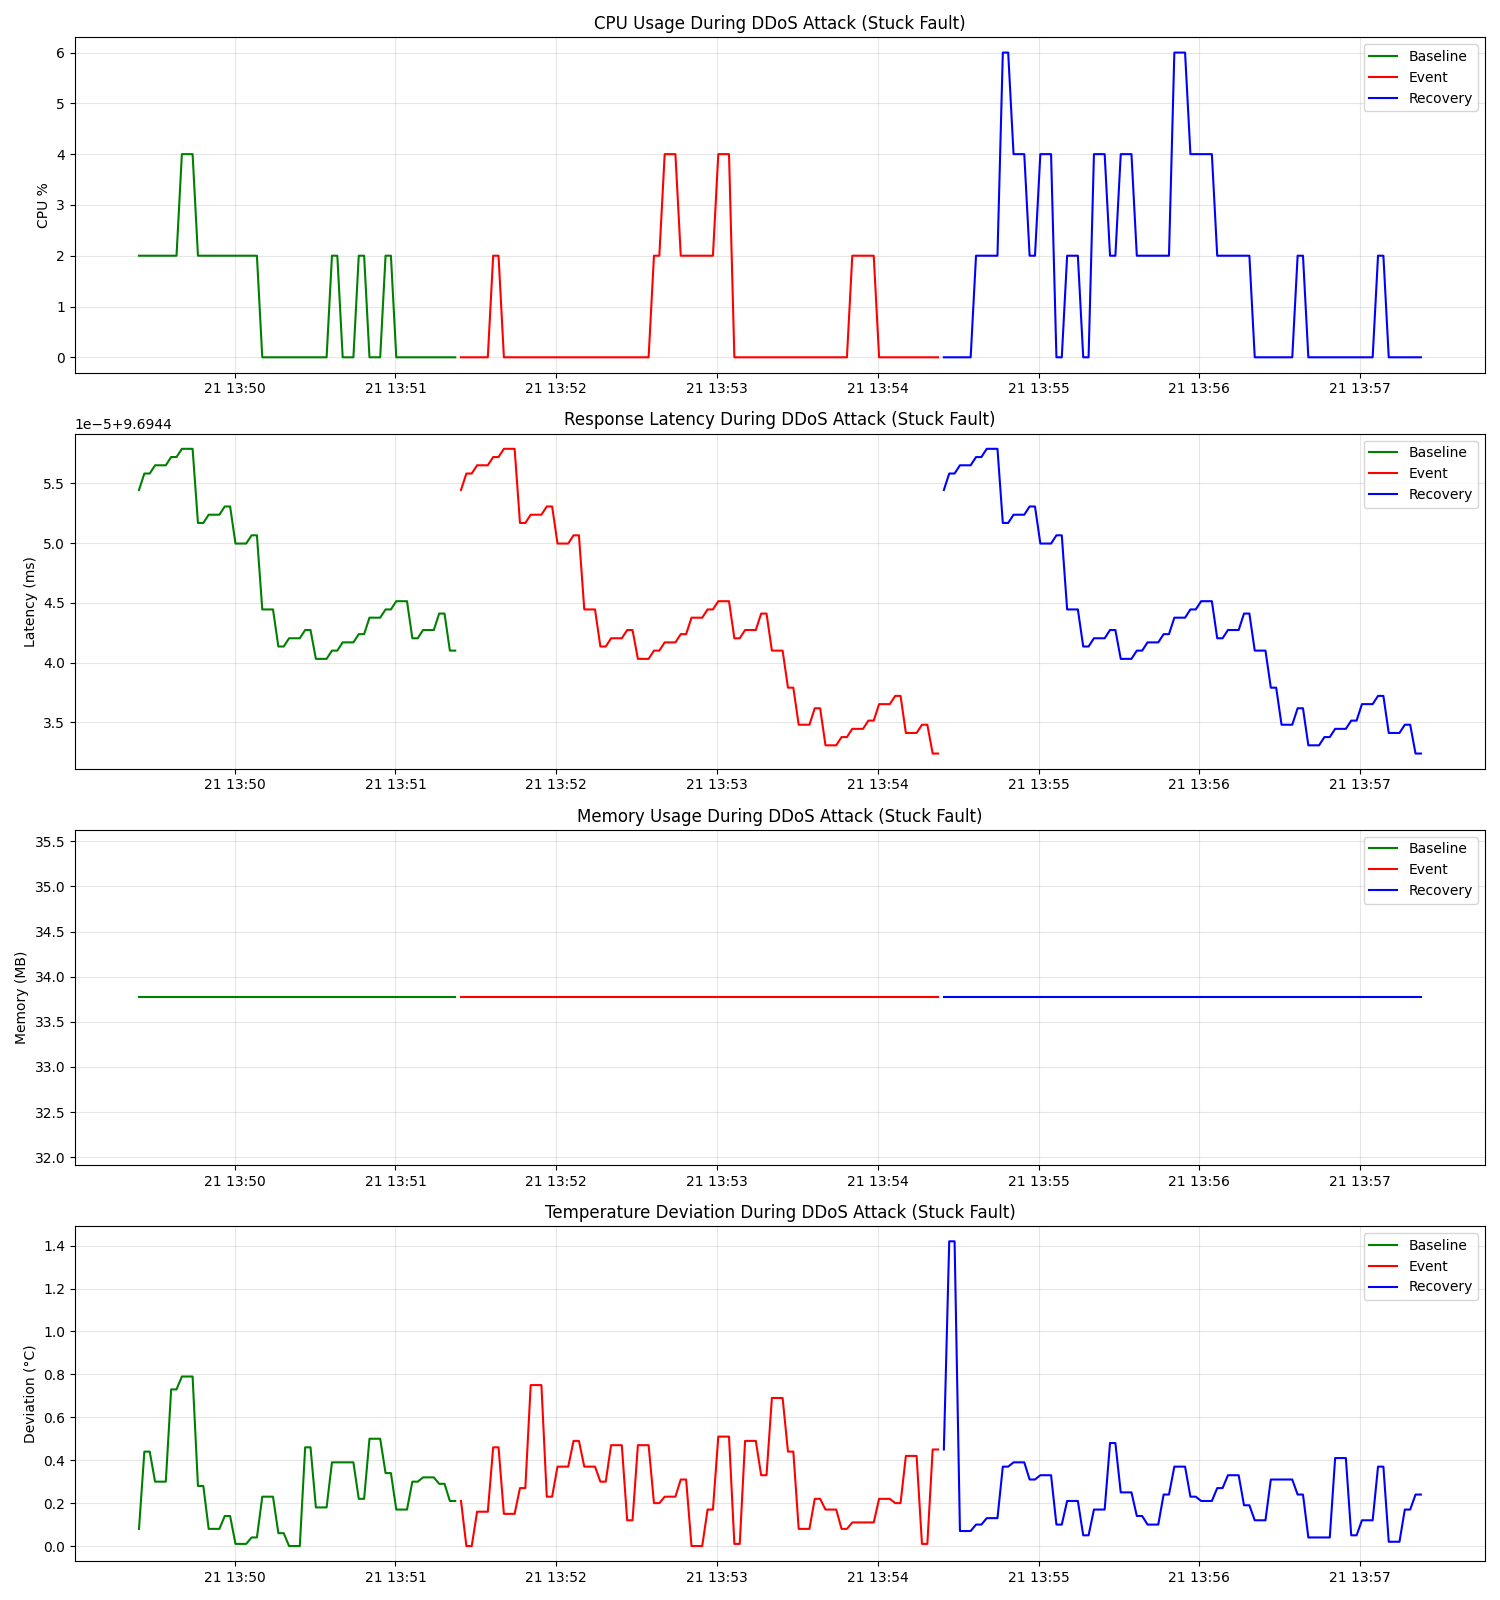 CPU Usage During DDoS Attack (Stuck Fault)
CPU %
6
5
4
3
2
1
0
Baseline
Event
Recovery
21 13:50 21 13:51 21 13:52 21 13:53 21 13:54 21 13:55 21 13:56 21 13:57
Response Latency During DDoS Attack (Stuck Fault)
1e−5+9.6944
Latency (ms)
5.5
5.0
4.5
4.0
3.5
Baseline
Event
Recovery
21 13:50 21 13:51 21 13:52 21 13:53 21 13:54 21 13:55 21 13:56 21 13:57
Memory Usage During DDoS Attack (Stuck Fault)
Memory (MB)
35.5
35.0
34.5
34.0
33.5
33.0
32.5
32.0
Baseline
Event
Recovery
21 13:50 21 13:51 21 13:52 21 13:53 21 13:54 21 13:55 21 13:56 21 13:57
Temperature Deviation During DDoS Attack (Stuck Fault)
Deviation (°C)
1.4
1.2
1.0
0.8
0.6
0.4
0.2
0.0
Baseline
Event
Recovery
21 13:50 21 13:51 21 13:52 21 13:53 21 13:54 21 13:55 21 13:56 21 13:57